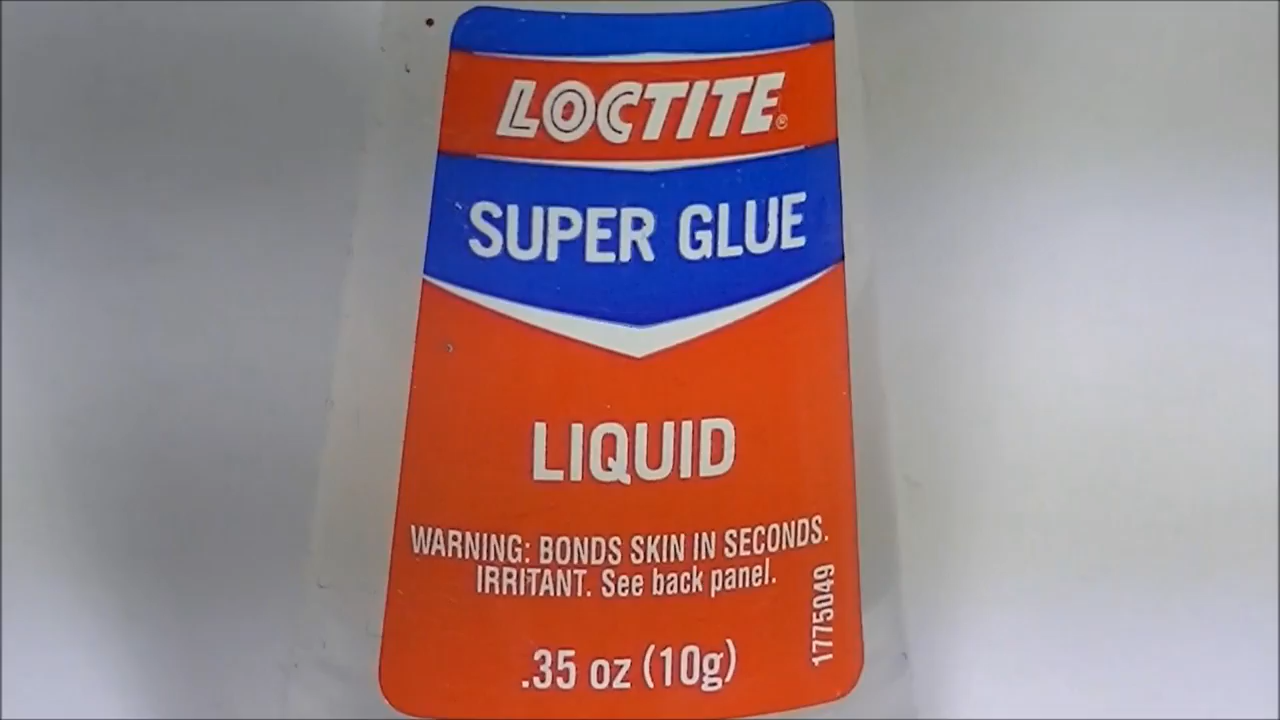 LOCTITE®
SUPER GLUE
LIQUID
WARNING: BONDS SKIN IN SECONDS.
IRRITANT. See back panel.
1775049
.35 oz (10g)